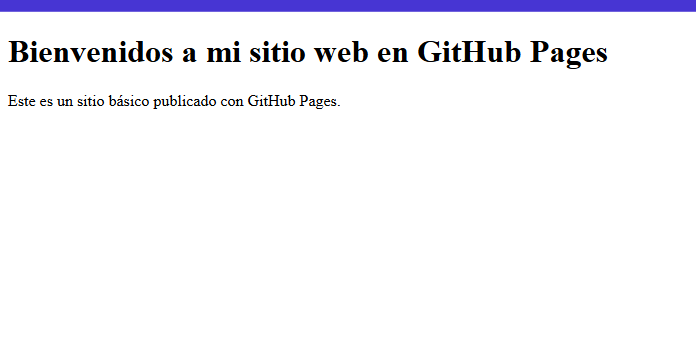 Bienvenidos a mi sitio web en GitHub Pages
Este es un sitio básico publicado con GitHub Pages.